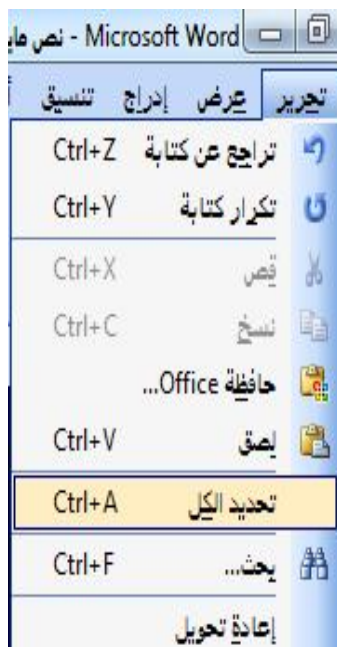 نص ماي - Microsoft Word
تحرير عرض إدراج تنسيق
تراجع عن كتابة Ctrl+Z
تكرار كتابة Ctrl+Y
قص Ctrl+X
نسخ Ctrl+C
حافظة Office...
لصق Ctrl+V
تحديد الكل Ctrl+A
بحث... Ctrl+F
إعادة تحويل